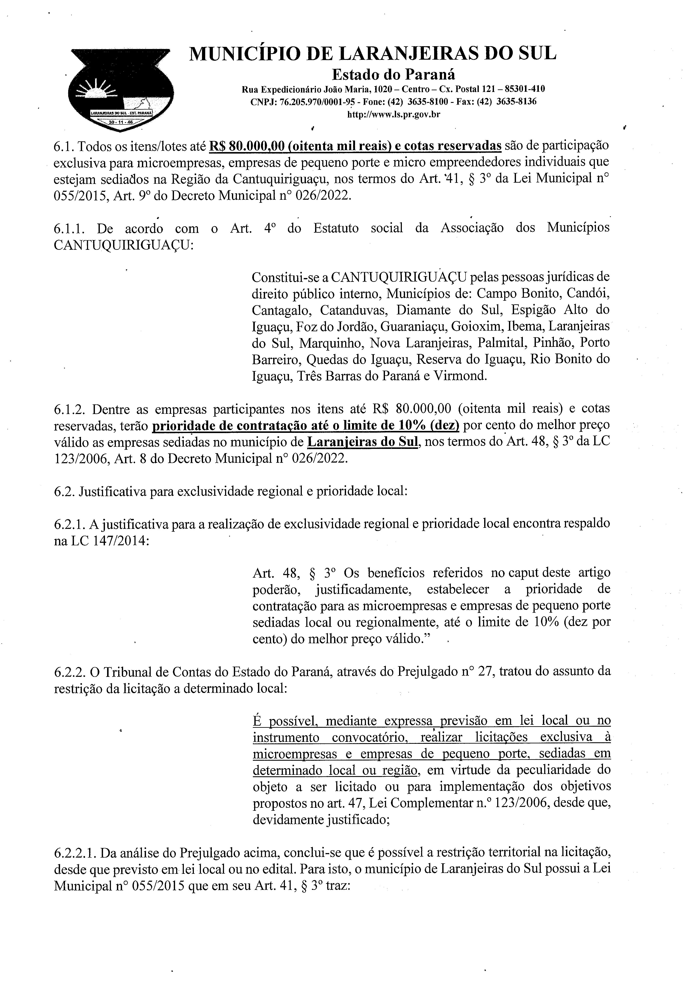 MUNICÍPIO DE LARANJEIRAS DO SUL
Estado do Paraná
Rua Expedicionário João Maria, 1020 – Centro – Cx. Postal 121 – 85301-410
CNPJ: 76.205.970/0001-95 - Fone: (42) 3635-8100 - Fax: (42) 3635-8136
http://www.ls.pr.gov.br
LARANJEIRAS DO SUL - EST. PARANÁ
30 - 11 - 46
6.1. Todos os itens/lotes até R$ 80.000,00 (oitenta mil reais) e cotas reservadas são de participação
exclusiva para microempresas, empresas de pequeno porte e micro empreendedores individuais que
estejam sediados na Região da Cantuquiriguaçu, nos termos do Art. 41, § 3º da Lei Municipal nº
055/2015, Art. 9º do Decreto Municipal nº 026/2022.
6.1.1. De acordo com o Art. 4º do Estatuto social da Associação dos Municípios
CANTUQUIRIGUAÇU:
Constitui-se a CANTUQUIRIGUAÇU pelas pessoas jurídicas de
direito público interno, Municípios de: Campo Bonito, Candói,
Cantagalo, Catanduvas, Diamante do Sul, Espigão Alto do
Iguaçu, Foz do Jordão, Guaraniaçu, Goioxim, Ibema, Laranjeiras
do Sul, Marquinho, Nova Laranjeiras, Palmital, Pinhão, Porto
Barreiro, Quedas do Iguaçu, Reserva do Iguaçu, Rio Bonito do
Iguaçu, Três Barras do Paraná e Virmond.
6.1.2. Dentre as empresas participantes nos itens até R$ 80.000,00 (oitenta mil reais) e cotas
reservadas, terão prioridade de contratação até o limite de 10% (dez) por cento do melhor preço
válido as empresas sediadas no município de Laranjeiras do Sul, nos termos do Art. 48, § 3º da LC
123/2006, Art. 8 do Decreto Municipal nº 026/2022.
6.2. Justificativa para exclusividade regional e prioridade local:
6.2.1. A justificativa para a realização de exclusividade regional e prioridade local encontra respaldo
na LC 147/2014:
Art. 48, § 3º Os benefícios referidos no caput deste artigo
poderão, justificadamente, estabelecer a prioridade de
contratação para as microempresas e empresas de pequeno porte
sediadas local ou regionalmente, até o limite de 10% (dez por
cento) do melhor preço válido.”
6.2.2. O Tribunal de Contas do Estado do Paraná, através do Prejulgado nº 27, tratou do assunto da
restrição da licitação a determinado local:
É possível, mediante expressa previsão em lei local ou no
instrumento convocatório, realizar licitações exclusiva à
microempresas e empresas de pequeno porte, sediadas em
determinado local ou região, em virtude da peculiaridade do
objeto a ser licitado ou para implementação dos objetivos
propostos no art. 47, Lei Complementar n.º 123/2006, desde que,
devidamente justificado;
6.2.2.1. Da análise do Prejulgado acima, conclui-se que é possível a restrição territorial na licitação,
desde que previsto em lei local ou no edital. Para isto, o município de Laranjeiras do Sul possui a Lei
Municipal nº 055/2015 que em seu Art. 41, § 3º traz: